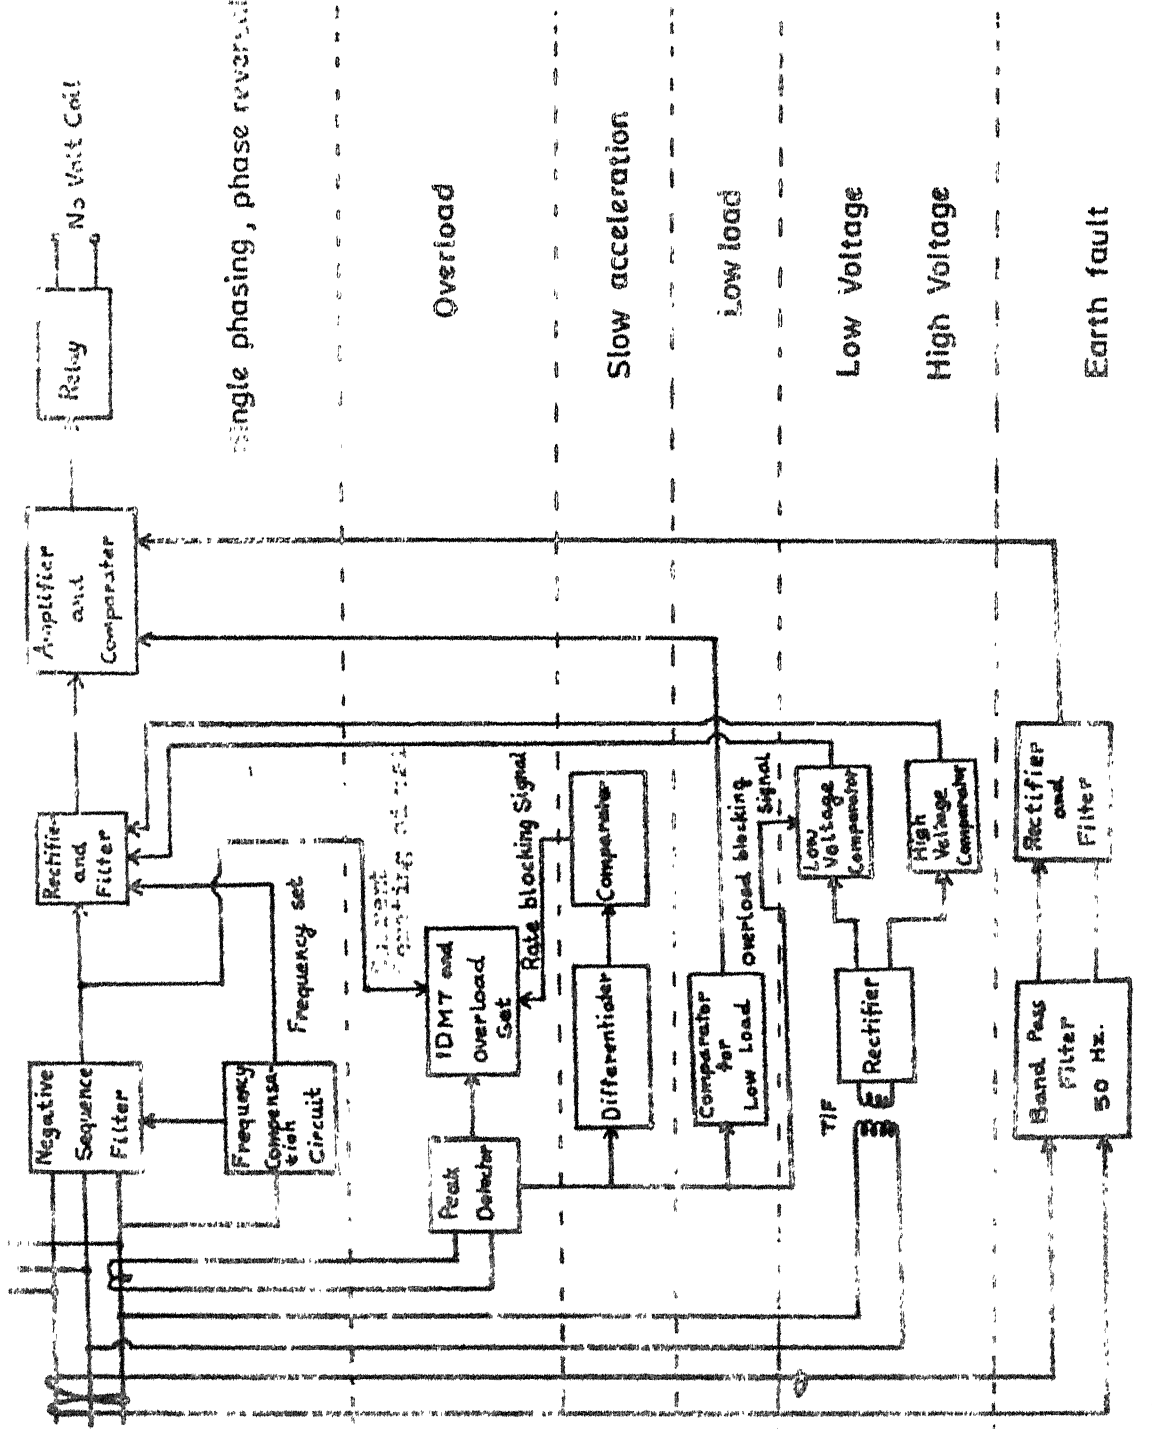 No Volt Coil
Relay
Single phasing, phase
Amplifier
and
Comparator
Rectifier
and
Filter
Negative
Sequence
Filter
Frequency
Compensa-
tion
Circuit
Frequency set
Overload
IDMT and
overload
Set
Peak
Detector
Rate blocking Signal
Slow acceleration
Comparator
Differentiator
Low load
Comparator
for
Low Load
overload blocking
Signal
Low Voltage
High Voltage
Low
Voltage
Comparator
High
Voltage
Comparator
Rectifier
T/F
Earth fault
Rectifier
and
Filter
Band Pass
Filter
50 Hz.